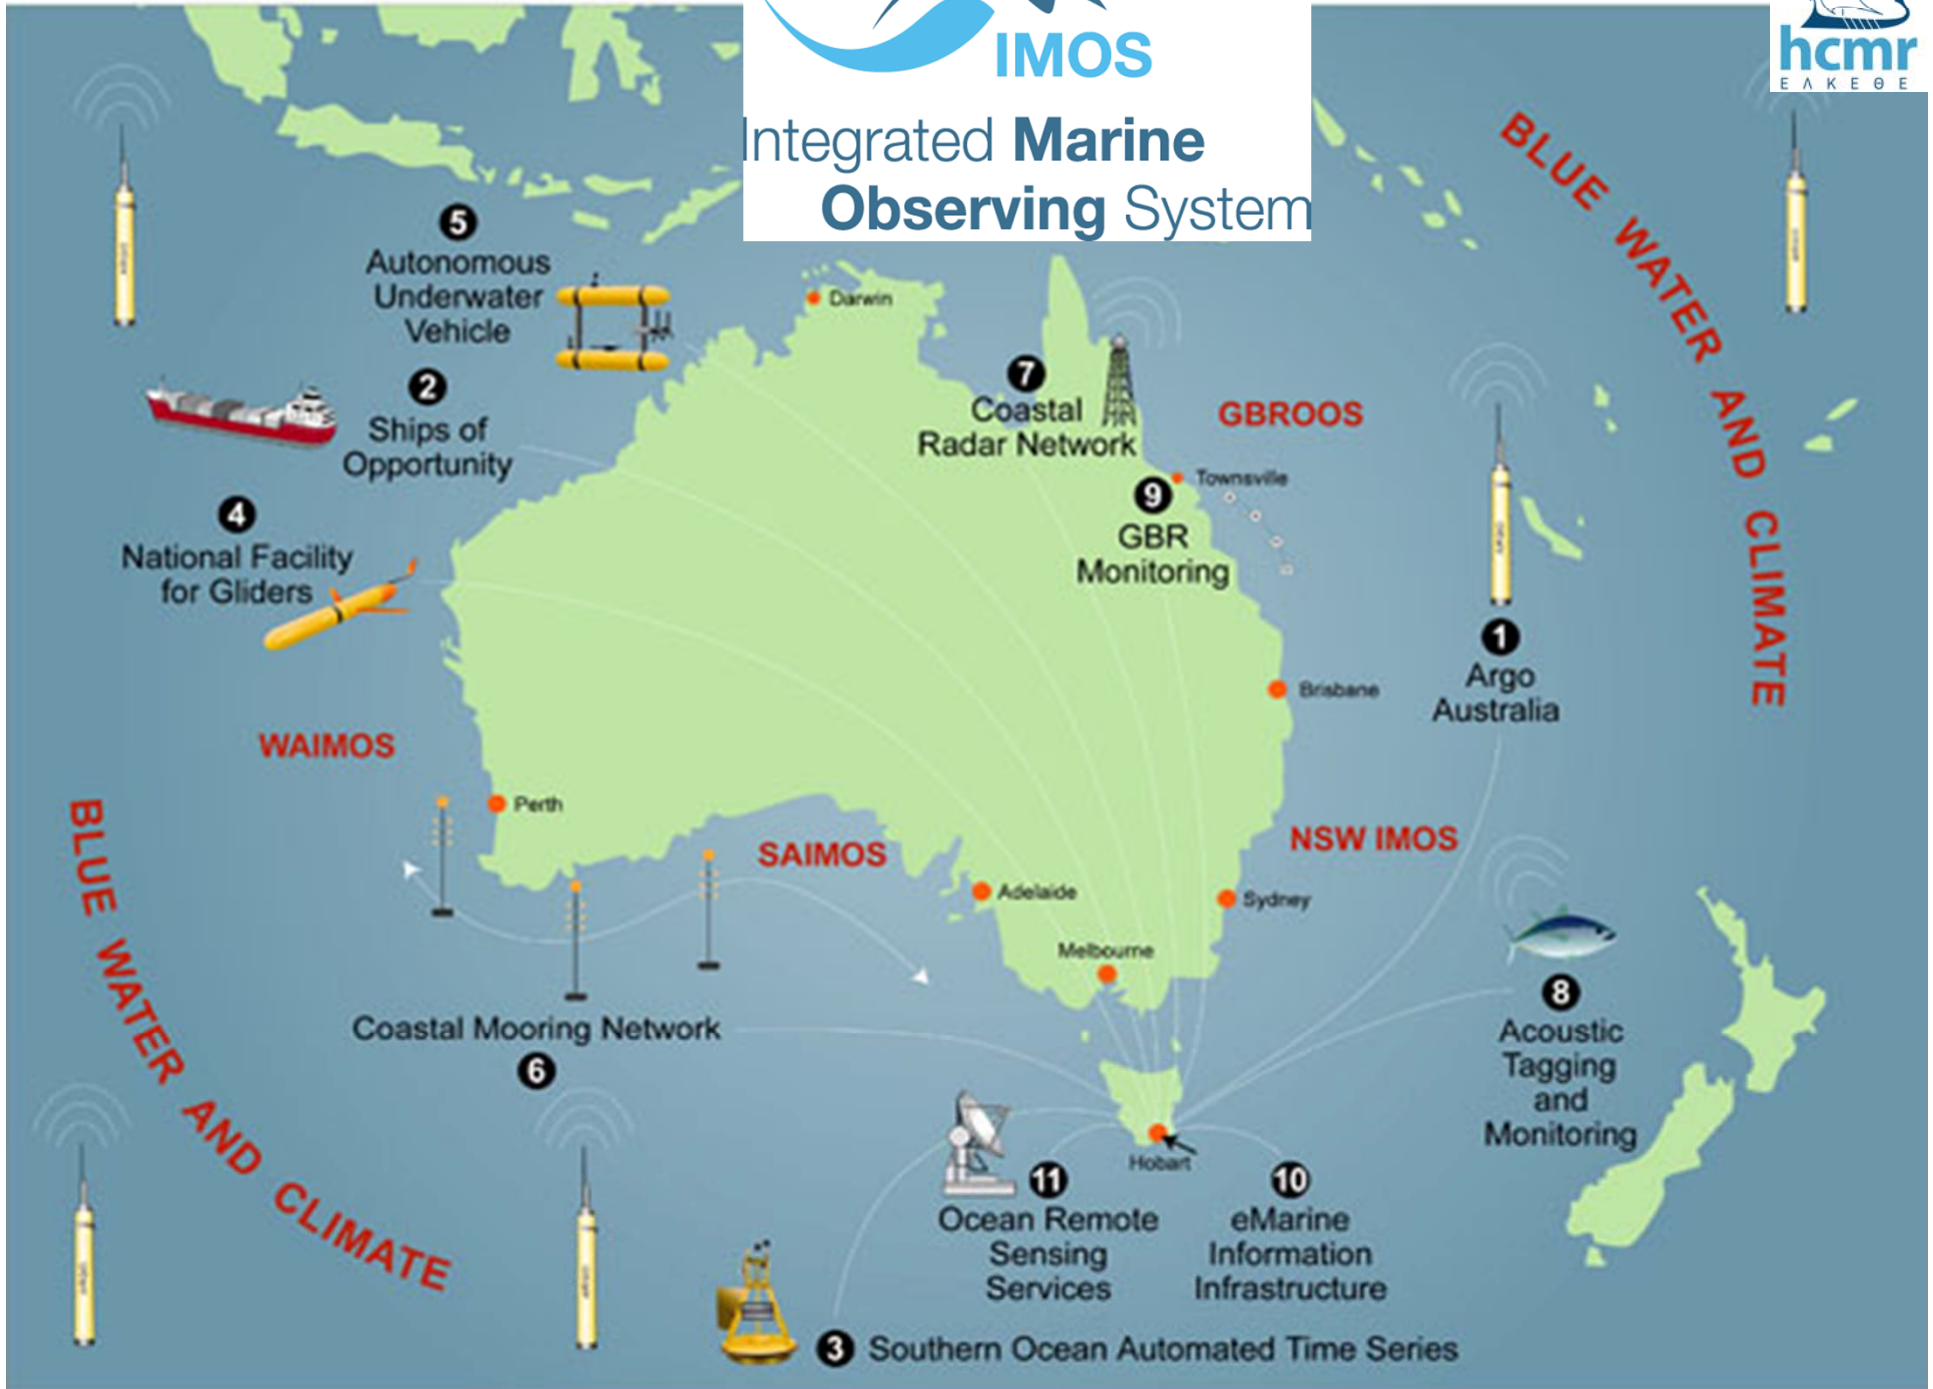 IMOS
Integrated Marine
Observing System
hcmr
ΕΛΚΕΘΕ
BLUE WATER AND CLIMATE
5
Autonomous
Underwater
Vehicle
Darwin
2
Ships of
Opportunity
7
Coastal
Radar Network
GBROOS
Townsville
4
National Facility
for Gliders
9
GBR
Monitoring
1
Argo
Australia
Brisbane
WAIMOS
Perth
SAIMOS
NSW IMOS
Adelaide
Sydney
Melbourne
BLUE WATER AND CLIMATE
Coastal Mooring Network
6
8
Acoustic
Tagging
and
Monitoring
Hobart
11
Ocean Remote
Sensing
Services
10
eMarine
Information
Infrastructure
3 Southern Ocean Automated Time Series